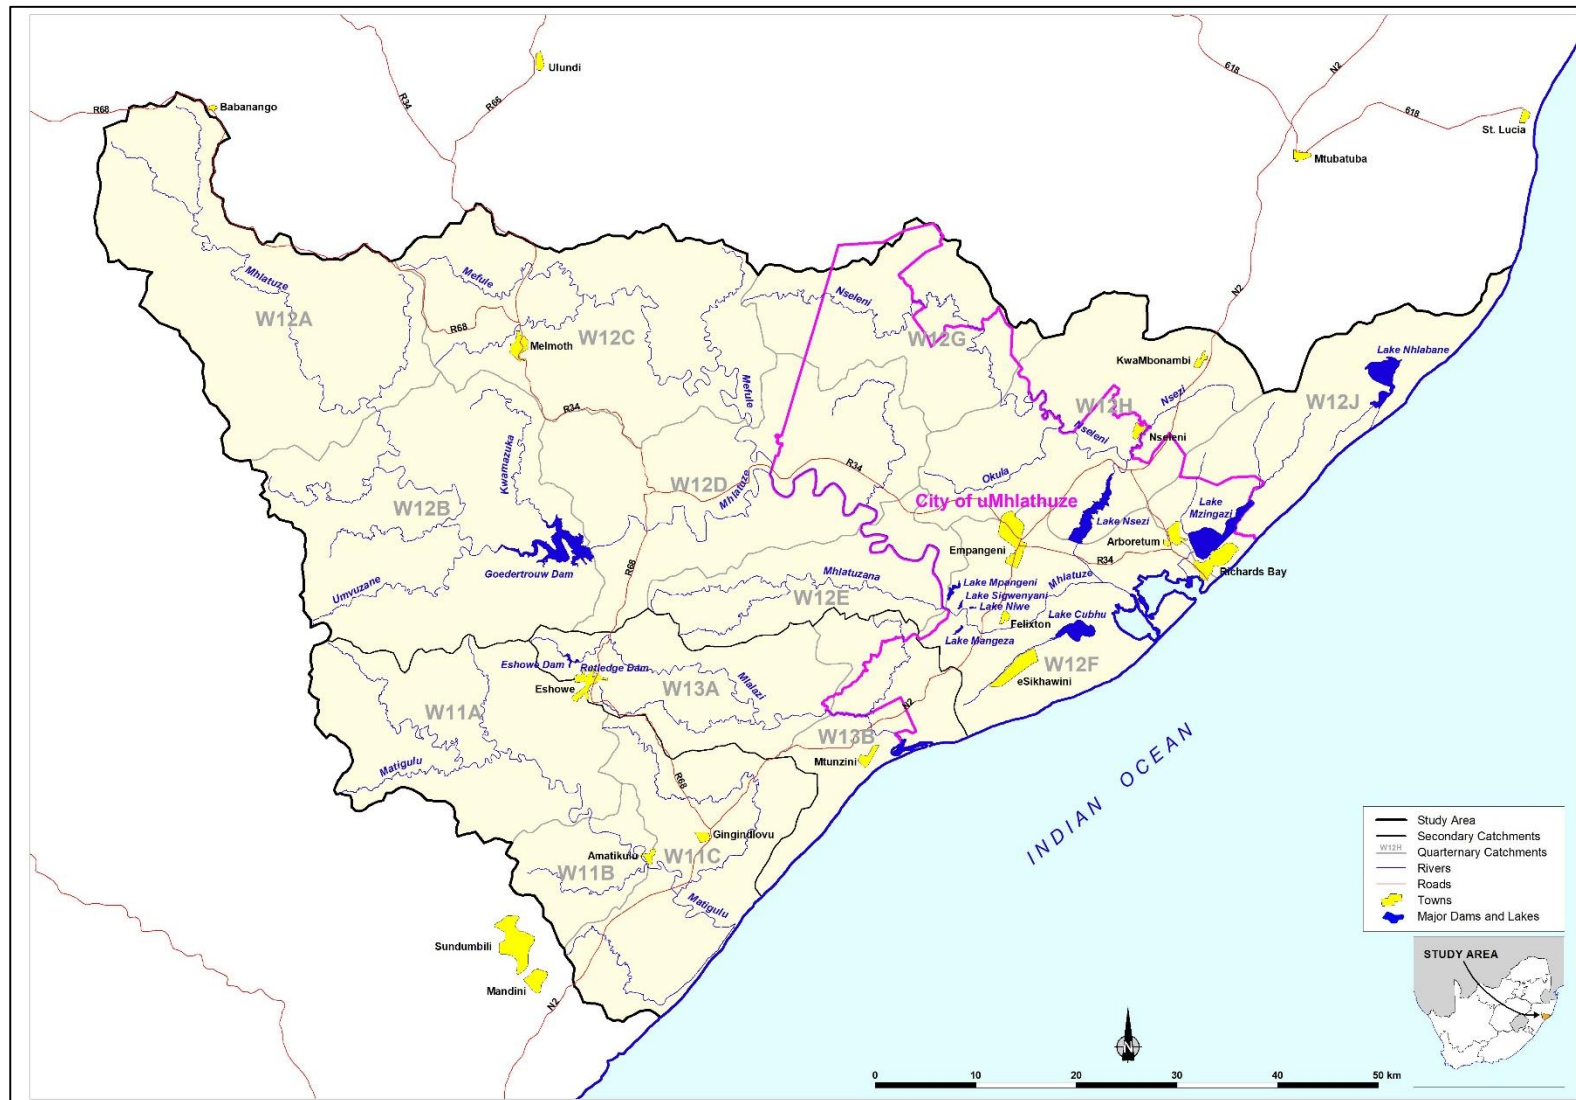 Ulundi
R68
Babanango
R34
R66
618
N2
618
St. Lucia
Mtubatuba
N2
Mhlatuze
Mefule
Nseleni
W12A
R68
W12C
W12G
Melmoth
KwaMbonambi
Lake Nhlabane
Mefule
Nsezi
W12J
W12H
R34
Nseleni
Nseleni
Kwamazuka
R34
Okula
W12D
W12B
Mhlatuze
City of uMhlathuze
Lake
Mzingazi
Lake Nsezi
Arboretum
Empangeni
R34
Goedertrouw Dam
R68
Richards Bay
Umvuzane
Mhlatuzana
Lake Mpangeni
Mhlatuze
Lake Sigwenyani
W12E
Lake Niwe
Lake Cubhu
Felixton
Lake Mangeza
Eshowe Dam
Rutledge Dam
W12F
Eshowe
W13A
Mlalazi
eSikhawini
W11A
N2
W13B
Matigulu
Mtunzini
R68
Gingindlovu
Amatikulu
W11C
W11B
Matigulu
Sundumbili
Mandini
N2
INDIAN OCEAN
Study Area
Secondary Catchments
W12H
Quarternary Catchments
Rivers
Roads
Towns
Major Dams and Lakes
STUDY AREA
N
0 10 20 30 40 50 km